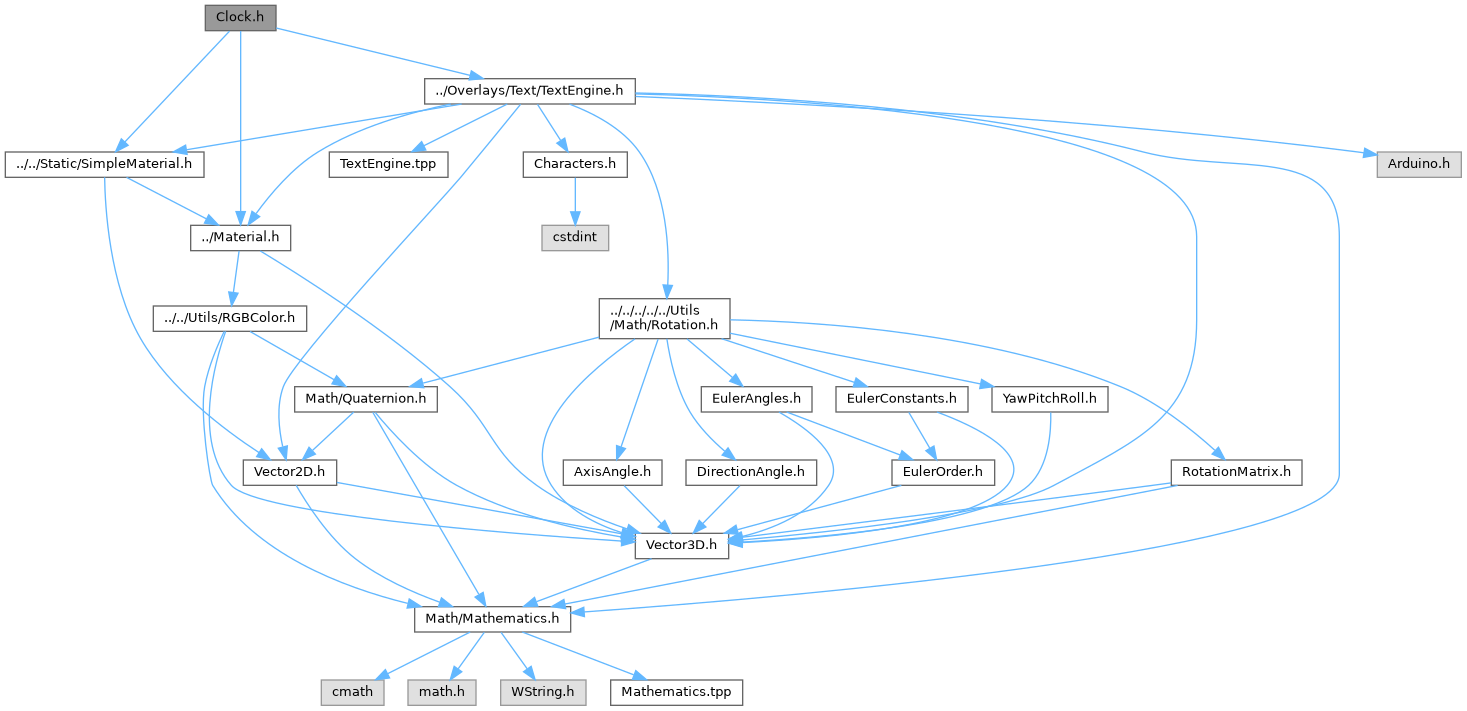 Clock.h
../Overlays/Text/TextEngine.h
../../Static/SimpleMaterial.h
TextEngine.tpp
Characters.h
Arduino.h
../Material.h
cstdint
../../Utils/RGBColor.h
../../../../../Utils
/Math/Rotation.h
Math/Quaternion.h
EulerAngles.h
EulerConstants.h
YawPitchRoll.h
Vector2D.h
AxisAngle.h
DirectionAngle.h
EulerOrder.h
RotationMatrix.h
Vector3D.h
Math/Mathematics.h
cmath
math.h
WString.h
Mathematics.tpp